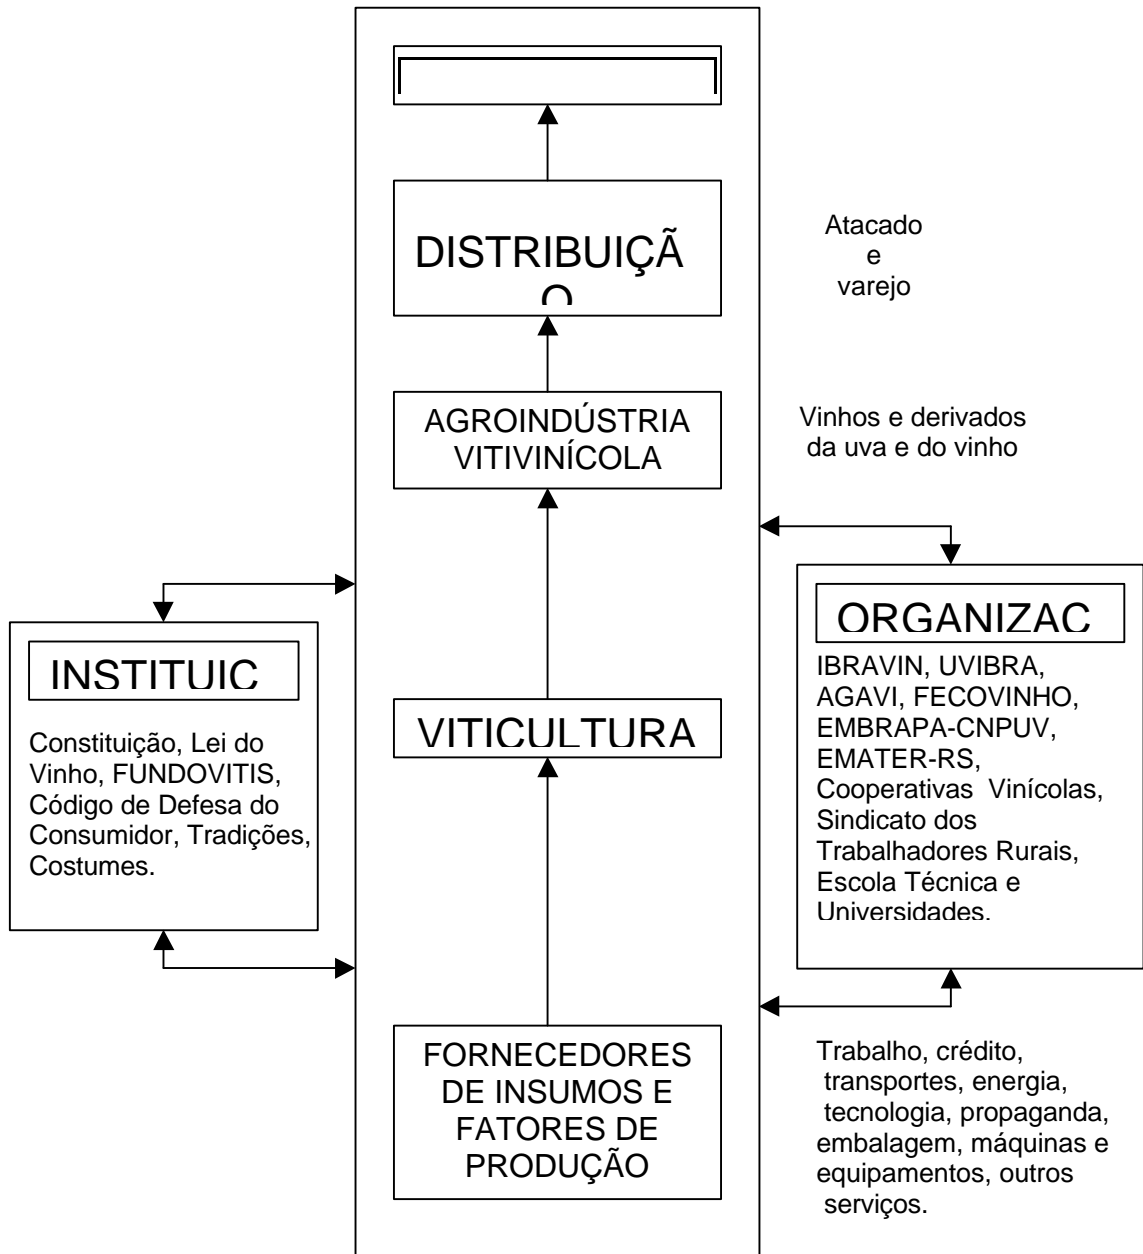 DISTRIBUIÇÃ
O
Atacado
e
varejo
AGROINDÚSTRIA
VITIVINÍCOLA
Vinhos e derivados
da uva e do vinho
INSTITUIC
Constituição, Lei do
Vinho, FUNDOVITIS,
Código de Defesa do
Consumidor, Tradições,
Costumes.
VITICULTURA
ORGANIZAC
IBRAVIN, UVIBRA,
AGAVI, FECOVINHO,
EMBRAPA-CNPUV,
EMATER-RS,
Cooperativas Vinícolas,
Sindicato dos
Trabalhadores Rurais,
Escola Técnica e
Universidades.
FORNECEDORES
DE INSUMOS E
FATORES DE
PRODUÇÃO
Trabalho, crédito,
transportes, energia,
tecnologia, propaganda,
embalagem, máquinas e
equipamentos, outros
serviços.